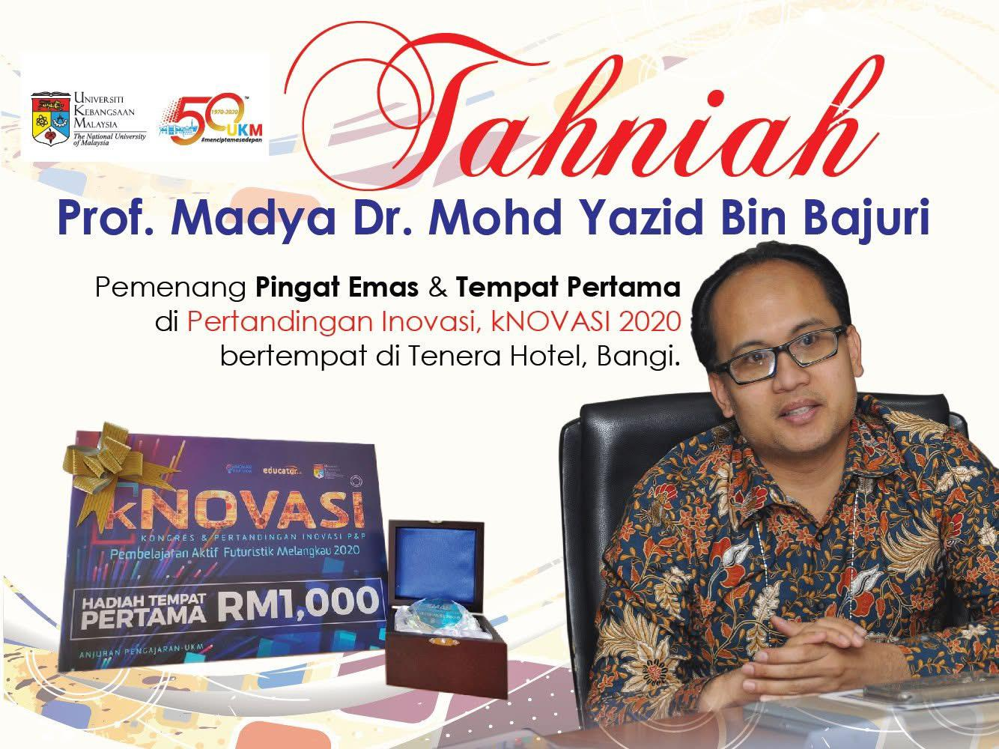 UNIVERSITI
KEBANGSAAN
MALAYSIA
The National University
of Malaysia
50
1970-2020
UKM
#menciptamasadepan
Tahniah
Prof. Madya Dr. Mohd Yazid Bin Bajuri
Pemenang Pingat Emas & Tempat Pertama
di Pertandingan Inovasi, kNOVASI 2020
bertempat di Tenera Hotel, Bangi.
educator
kNOVASi
KONGRES & PERTANDINGAN INOVASI P&P
Pembelajaran Aktif Futuristik Melangkau 2020
HADIAH TEMPAT
PERTAMA RM1,000
ANJURAN PENGAJARAN-UKM
EMAS